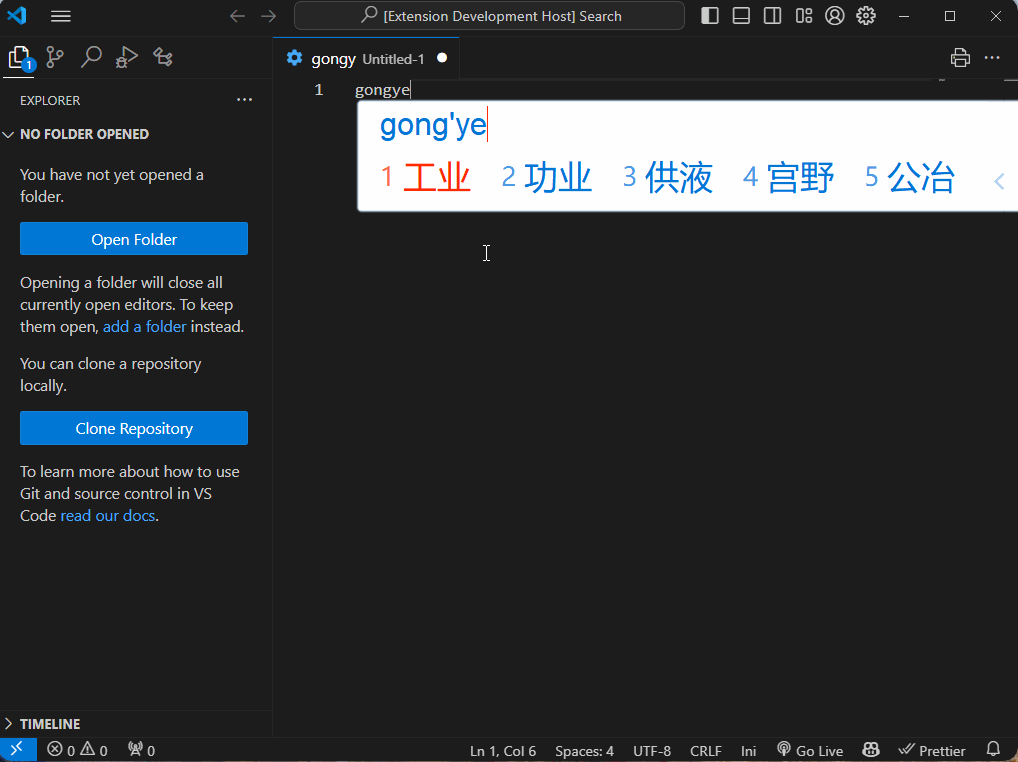 [Extension Development Host] Search
1
EXPLORER
NO FOLDER OPENED
You have not yet opened a
folder.
Open Folder
Opening a folder will close all
currently open editors. To keep
them open, add a folder instead.
You can clone a repository
locally.
Clone Repository
To learn more about how to use
Git and source control in VS
Code read our docs.
TIMELINE
gongy Untitled-1
1 gongye
gong'ye
1 工业 2 功业 3 供液 4 宫野 5 公冶
0 0 0 Ln 1, Col 6 Spaces: 4 UTF-8 CRLF Ini Go Live Prettier